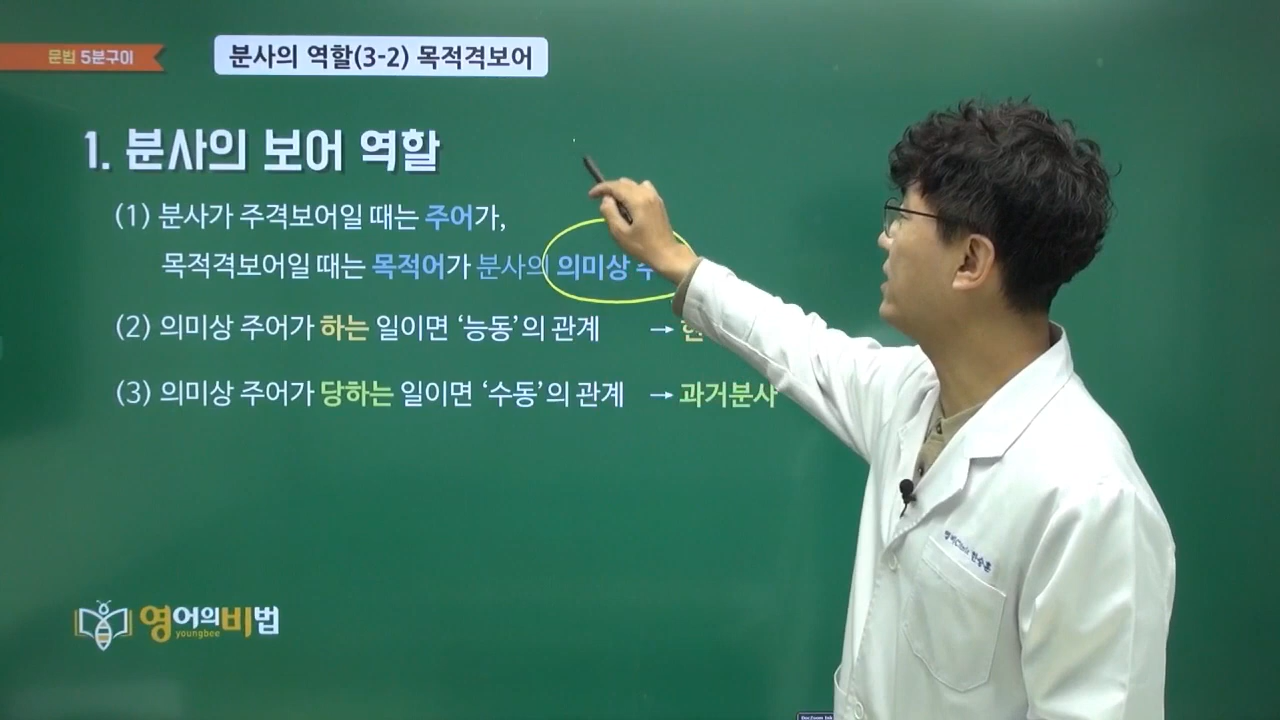 문법 5분구이
분사의 역할(3-2) 목적격보어
1. 분사의 보어 역할
(1) 분사가 주격보어일 때는 주어가,
목적격보어일 때는 목적어가 분사의 의미상
(2) 의미상 주어가 하는 일이면 ‘능동’의 관계 →
(3) 의미상 주어가 당하는 일이면 ‘수동’의 관계 → 과거분사
영어의비법
youngbee